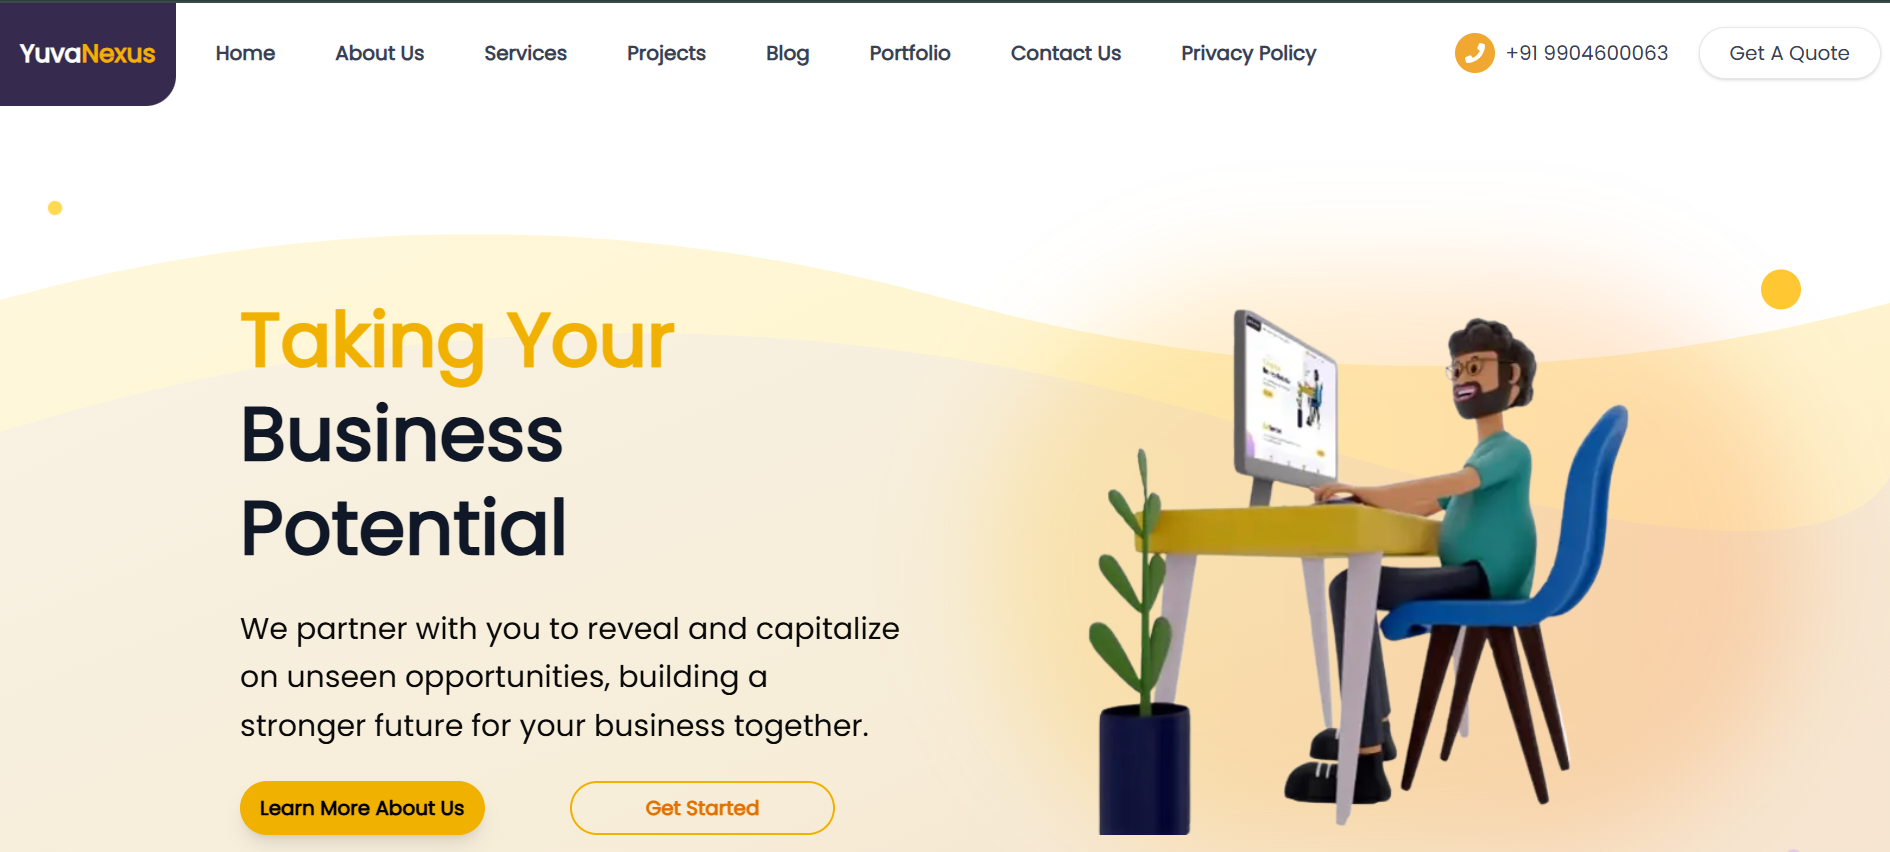 YuvaNexus
Home About Us Services Projects Blog Portfolio Contact Us Privacy Policy
+91 9904600063
Get A Quote
Taking Your
Business
Potential
We partner with you to reveal and capitalize
on unseen opportunities, building a
stronger future for your business together.
Learn More About Us
Get Started